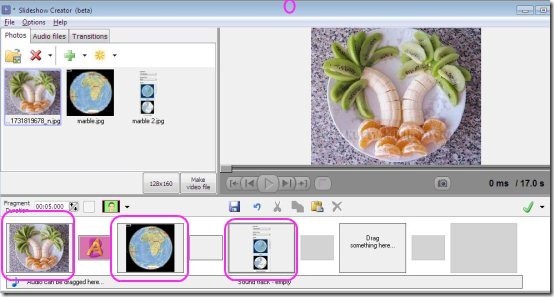 * Slideshow Creator (beta)
File Options Help
Photos Audio files Transitions
...1731819678_n.jpg marble.jpg marble 2.jpg
128x160
Make
video file
0 ms / 17.0 s
Fragment
Duration 00:05.000
A
Drag
something here...
Audio can be dragged here...
Sound track - empty